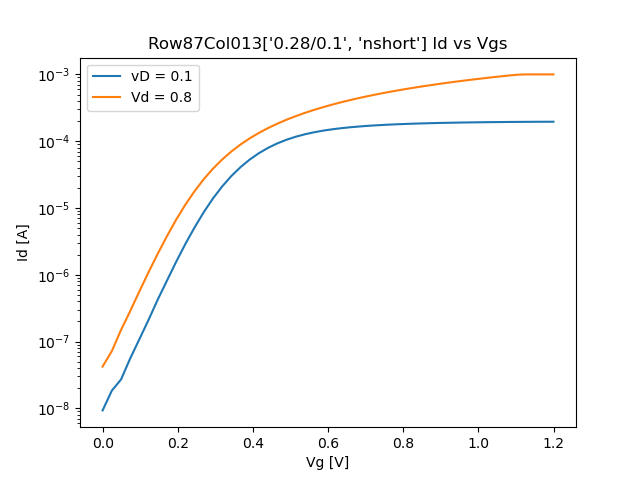 Row87Col013['0.28/0.1', 'nshort'] Id vs Vgs
vD = 0.1
Vd = 0.8
Id [A]
10⁻³
10⁻⁴
10⁻⁵
10⁻⁶
10⁻⁷
10⁻⁸
0.0 0.2 0.4 0.6 0.8 1.0 1.2
Vg [V]